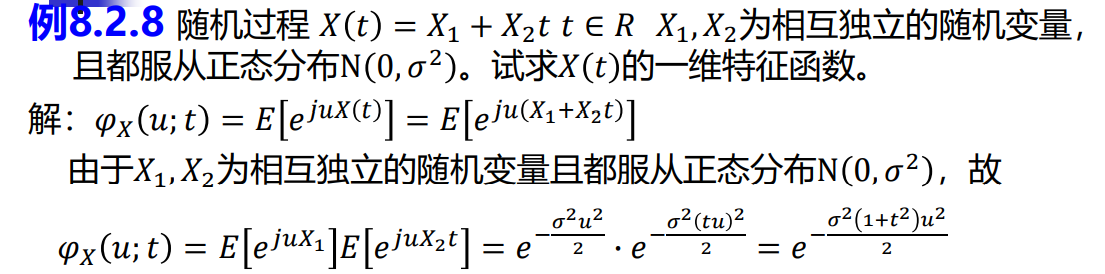 例8.2.8 随机过程 X(t) = X₁ + X₂t t ∈ R X₁, X₂为相互独立的随机变量，
且都服从正态分布N(0, σ²)。试求X(t)的一维特征函数。
解：φ_X(u; t) = E[e^{juX(t)}] = E[e^{ju(X₁+X₂t)}]
由于X₁, X₂为相互独立的随机变量且都服从正态分布N(0, σ²)，故
φ_X(u; t) = E[e^{juX₁}]E[e^{juX₂t}] = e^{-\frac{σ²u²}{2}} · e^{-\frac{σ²(tu)²}{2}} = e^{-\frac{σ²(1+t²)u²}{2}}